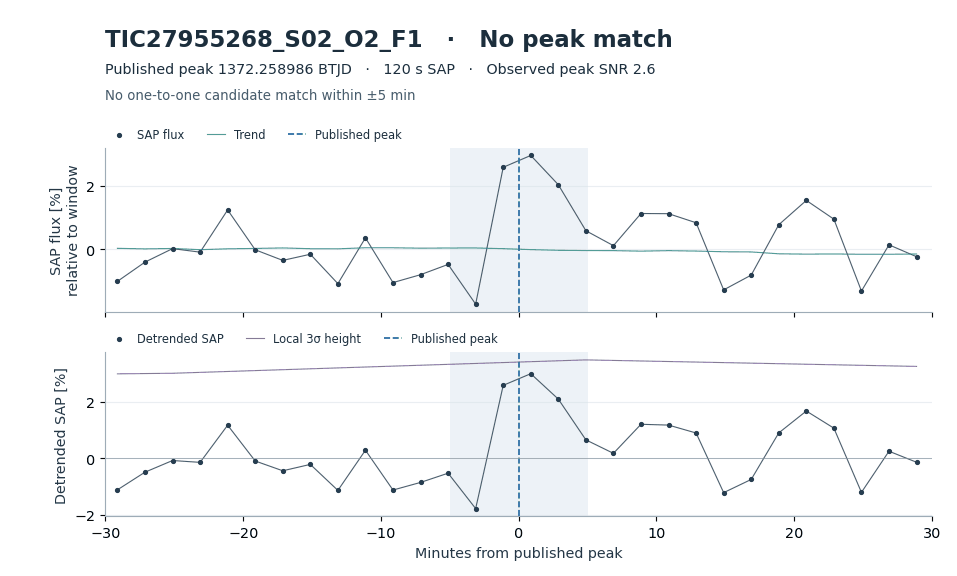 TIC27955268_S02_O2_F1 · No peak match
Published peak 1372.258986 BTJD · 120 s SAP · Observed peak SNR 2.6
No one-to-one candidate match within ±5 min
SAP flux Trend Published peak
SAP flux [%]
relative to window
2
0
Detrended SAP Local 3σ height Published peak
Detrended SAP [%]
2
0
−2
−30 −20 −10 0 10 20 30
Minutes from published peak